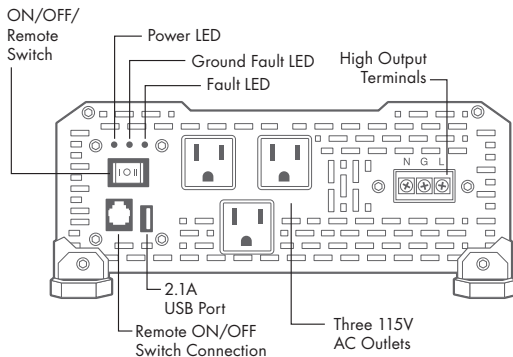 ON/OFF/
Remote
Switch
Power LED
Ground Fault LED
Fault LED
High Output
Terminals
N G L
I O II
2.1A
USB Port
Remote ON/OFF
Switch Connection
Three 115V
AC Outlets